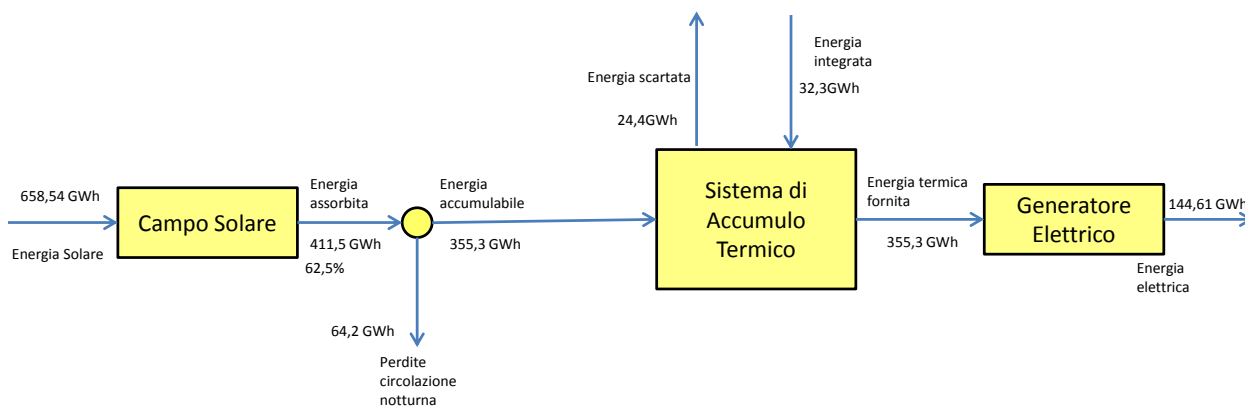 Energia
integrata
32,3GWh
Energia scartata
24,4GWh
658,54 GWh
Energia Solare
Campo Solare
Energia
assorbita
411,5 GWh
62,5%
Energia
accumulabile
355,3 GWh
64,2 GWh
Perdite
circolazione
notturna
Sistema di
Accumulo
Termico
Energia termica
fornita
355,3 GWh
Generatore
Elettrico
144,61 GWh
Energia
elettrica